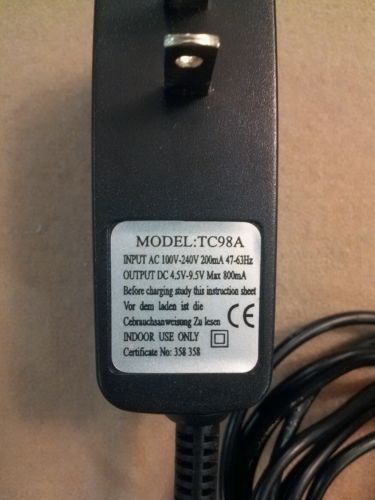 MODEL:TC98A
INPUT AC 100V-240V 200mA 47-63Hz
OUTPUT DC 4.5V-9.5V Max 800mA
Before charging study this instruction sheet
Vor dem laden ist die
Cebrauchsanweisung Zu lesen
INDOOR USE ONLY
Certificate No: 358 358
CE